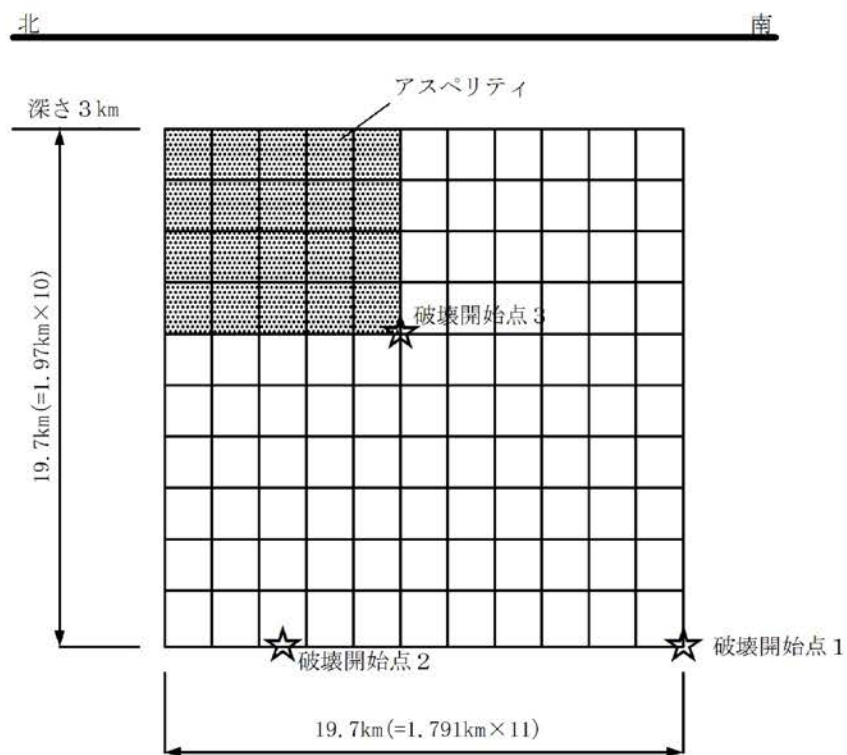 北
南
アスペリティ
深さ3km
破壊開始点3
19.7km(=1.97km×10)
破壊開始点2
破壊開始点1
19.7km(=1.791km×11)